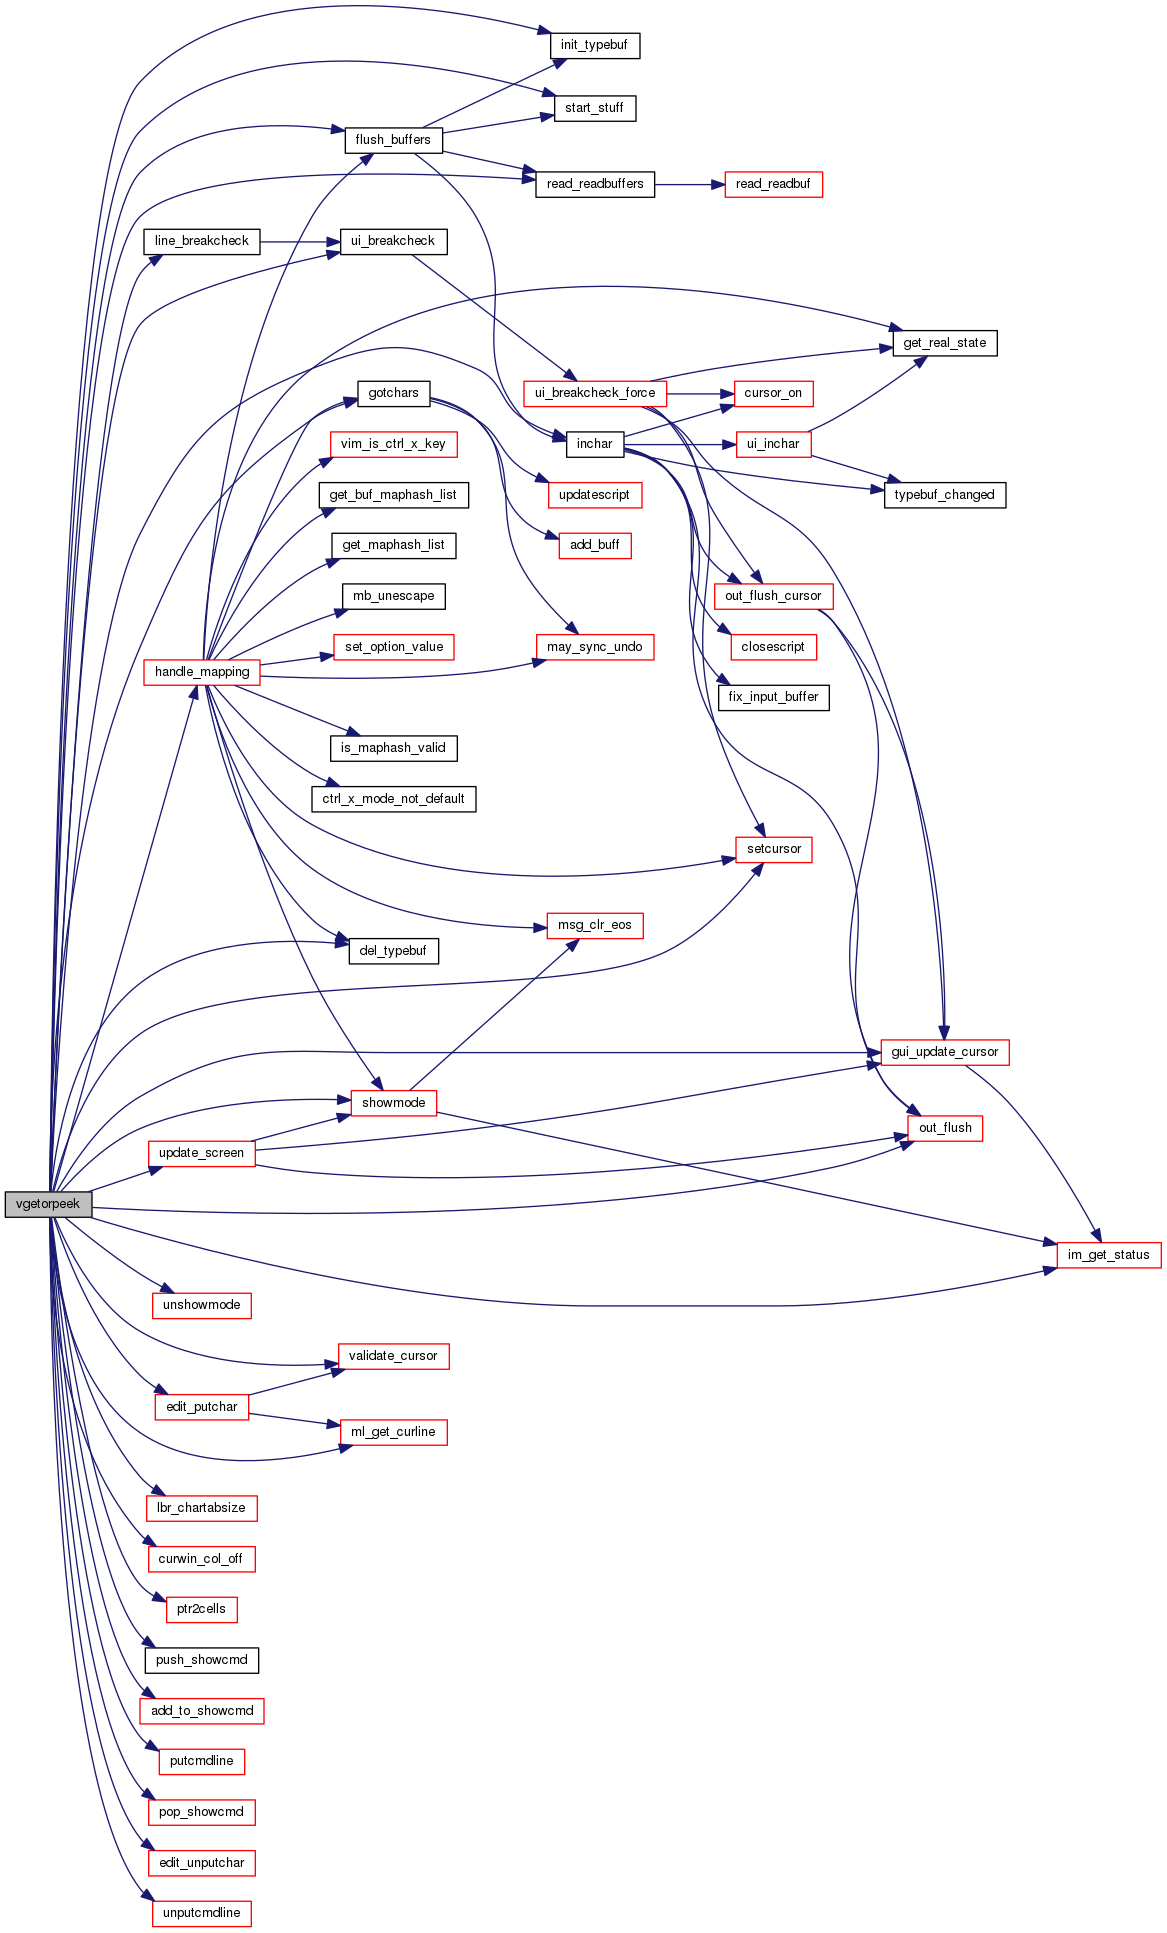 init_typebuf
start_stuff
flush_buffers
read_readbuffers
read_readbuf
line_breakcheck
ui_breakcheck
get_real_state
gotchars
ui_breakcheck_force
cursor_on
vim_is_ctrl_x_key
inchar
ui_inchar
get_buf_maphash_list
updatescript
typebuf_changed
get_maphash_list
add_buff
mb_unescape
out_flush_cursor
set_option_value
may_sync_undo
closescript
handle_mapping
fix_input_buffer
is_maphash_valid
ctrl_x_mode_not_default
setcursor
msg_clr_eos
del_typebuf
gui_update_cursor
showmode
out_flush
update_screen
vgetorpeek
im_get_status
unshowmode
validate_cursor
edit_putchar
ml_get_curline
lbr_chartabsize
curwin_col_off
ptr2cells
push_showcmd
add_to_showcmd
putcmdline
pop_showcmd
edit_unputchar
unputcmdline